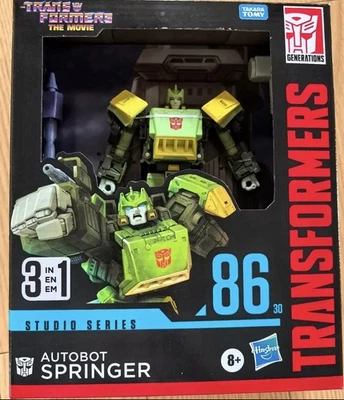 TRANSFORMERS
THE MOVIE
TAKARA
TOMY
GENERATIONS
TRANSFORMERS
3 IN 1
EN
EM
86
30
STUDIO SERIES
AUTOBOT
SPRINGER
8+
Hasbro